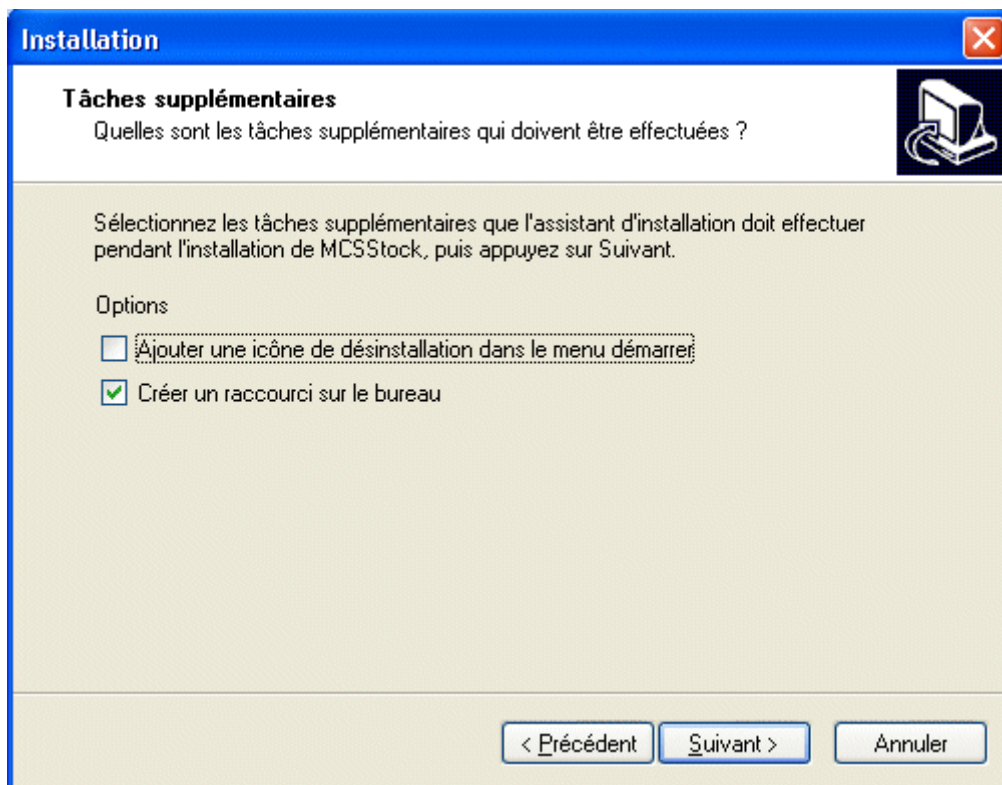 Installation
Tâches supplémentaires
Quelles sont les tâches supplémentaires qui doivent être effectuées ?
Sélectionnez les tâches supplémentaires que l'assistant d'installation doit effectuer
pendant l'installation de MCSStock, puis appuyez sur Suivant.
Options
Ajouter une icône de désinstallation dans le menu démarrer
Créer un raccourci sur le bureau
< Précédent
Suivant >
Annuler